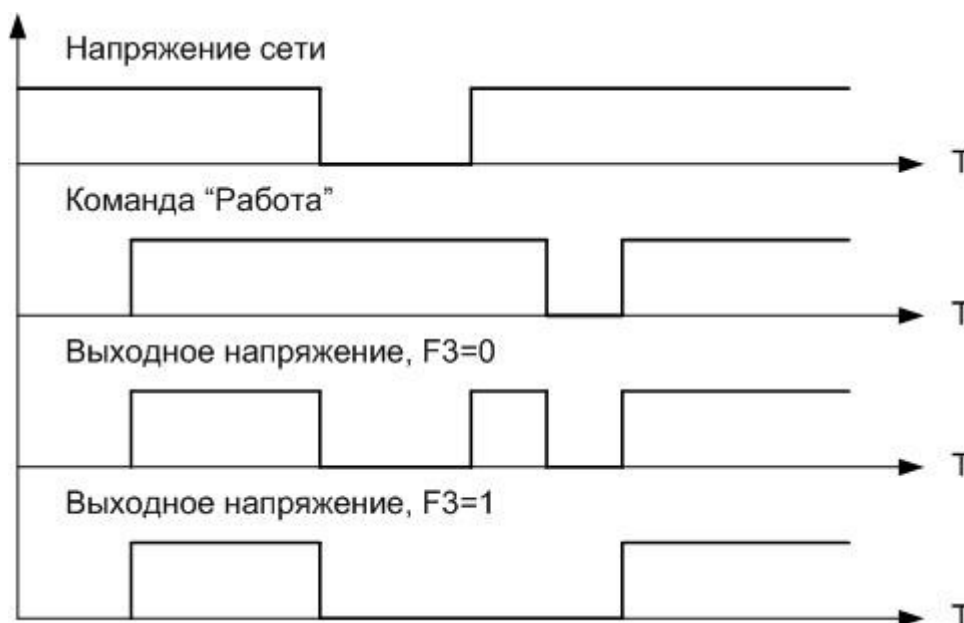 Напряжение сети
T
Команда “Работа”
T
Выходное напряжение, F3=0
T
Выходное напряжение, F3=1
T